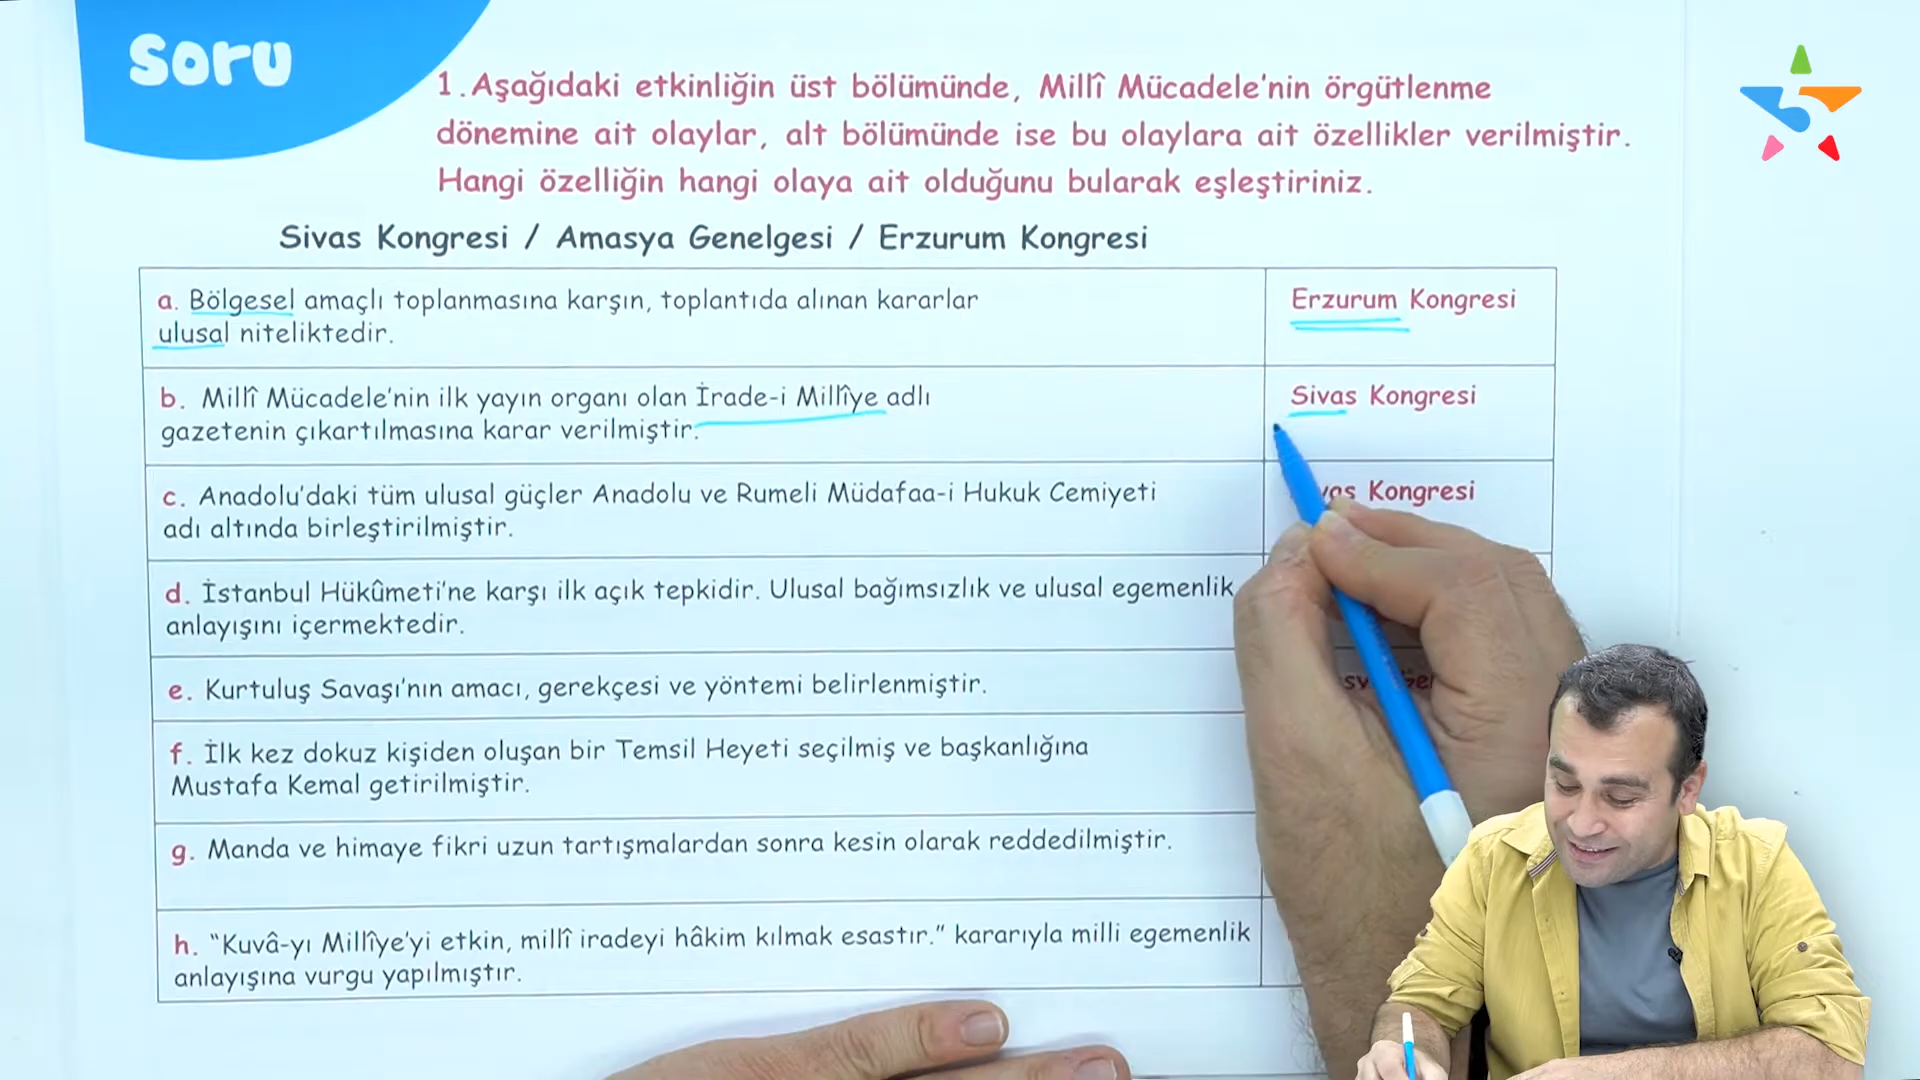 Soru
1. Aşağıdaki etkinliğin üst bölümünde, Millî Mücadele'nin örgütlenme
dönemine ait olaylar, alt bölümünde ise bu olaylara ait özellikler verilmiştir.
Hangi özelliğin hangi olaya ait olduğunu bularak eşleştiriniz.
Sivas Kongresi / Amasya Genelgesi / Erzurum Kongresi
a. Bölgesel amaçlı toplanmasına karşın, toplantıda alınan kararlar
ulusal niteliktedir.
Erzurum Kongresi
b. Millî Mücadele'nin ilk yayın organı olan İrade-i Millîye adlı
gazetenin çıkartılmasına karar verilmiştir.
Sivas Kongresi
c. Anadolu'daki tüm ulusal güçler Anadolu ve Rumeli Müdafaa-i Hukuk Cemiyeti
adı altında birleştirilmiştir.
Kongresi
d. İstanbul Hükûmeti'ne karşı ilk açık tepkidir. Ulusal bağımsızlık ve ulusal egemenlik
anlayışını içermektedir.
e. Kurtuluş Savaşı'nın amacı, gerekçesi ve yöntemi belirlenmiştir.
f. İlk kez dokuz kişiden oluşan bir Temsil Heyeti seçilmiş ve başkanlığına
Mustafa Kemal getirilmiştir.
g. Manda ve himaye fikri uzun tartışmalardan sonra kesin olarak reddedilmiştir.
h. "Kuvâ-yı Millîye'yi etkin, millî iradeyi hâkim kılmak esastır." kararıyla milli egemenlik
anlayışına vurgu yapılmıştır.